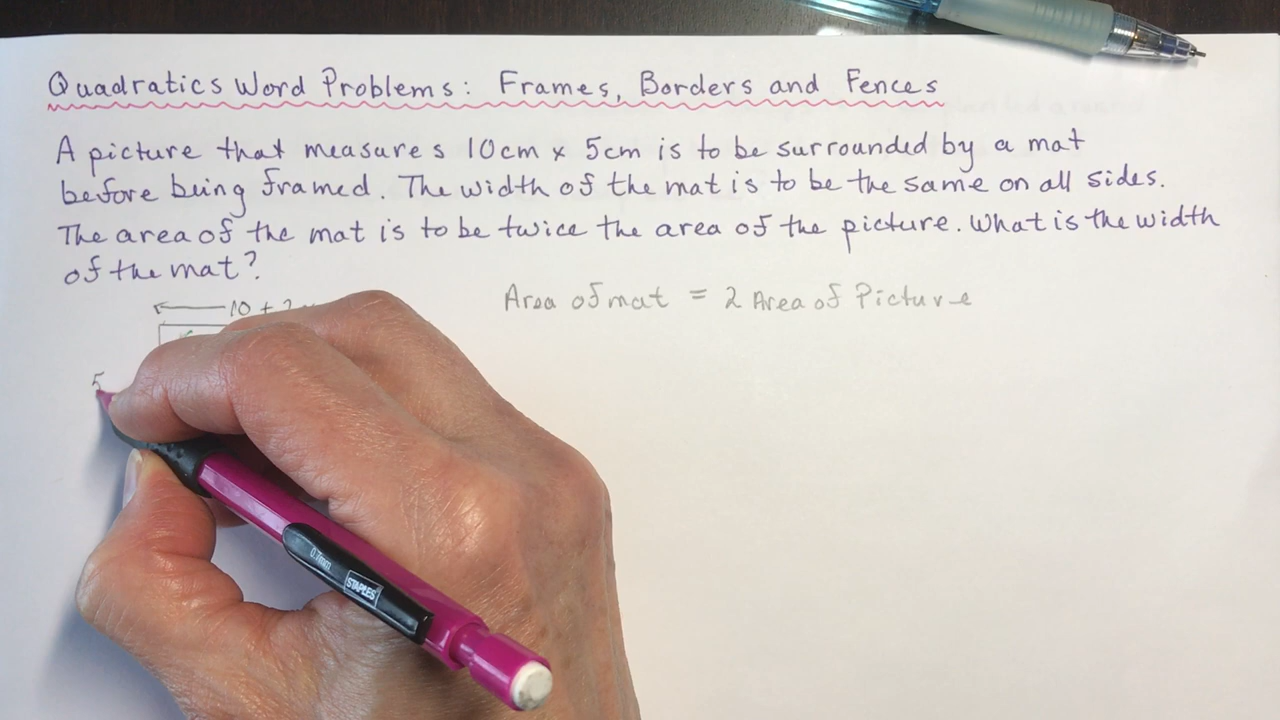 Quadratics Word Problems: Frames, Borders and Fences
A picture that measures 10cm x 5cm is to be surrounded by a mat
before being framed. The width of the mat is to be the same on all sides.
The area of the mat is to be twice the area of the picture. What is the width
of the mat?
10 + 2
Area of mat = 2 Area of Picture
5
0.7mm
STAPLES